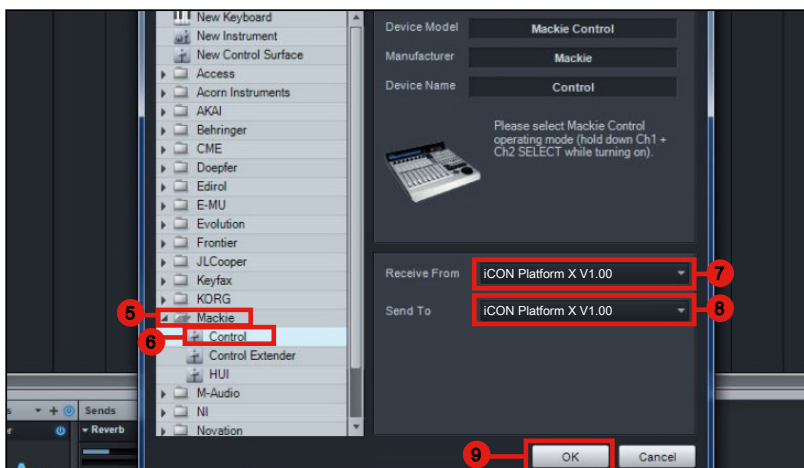 New Keyboard
New Instrument
New Control Surface
Access
Acorn Instruments
AKAI
Behringer
CME
Doepfer
Edirol
E-MU
Evolution
Frontier
JLCooper
Keyfax
KORG
5
Mackie
6
Control
Control Extender
HUI
M-Audio
NI
Novation
Device Model
Mackie Control
Manufacturer
Mackie
Device Name
Control
Please select Mackie Control
operating mode (hold down Ch1 +
Ch2 SELECT while turning on).
Receive From
iCON Platform X V1.00
7
Send To
iCON Platform X V1.00
8
Sends
Reverb
9
OK
Cancel